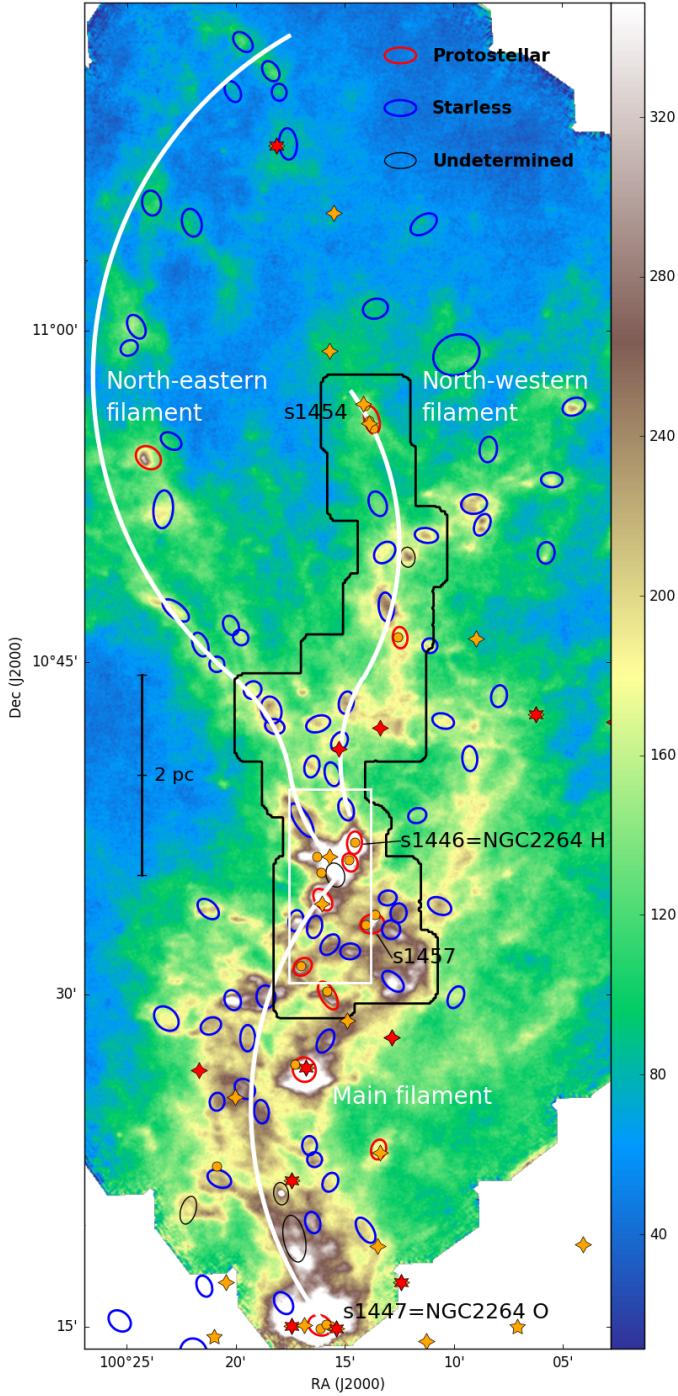 Protostellar
Starless
Undetermined
320
280
240
200
160
120
80
40
11°00'
10°45'
30'
15'
Dec (J2000)
North-eastern
filament
s1454
North-western
filament
2 pc
s1446=NGC2264 H
s1457
Main filament
s1447=NGC2264 O
100°25'
20'
15'
10'
05'
RA (J2000)